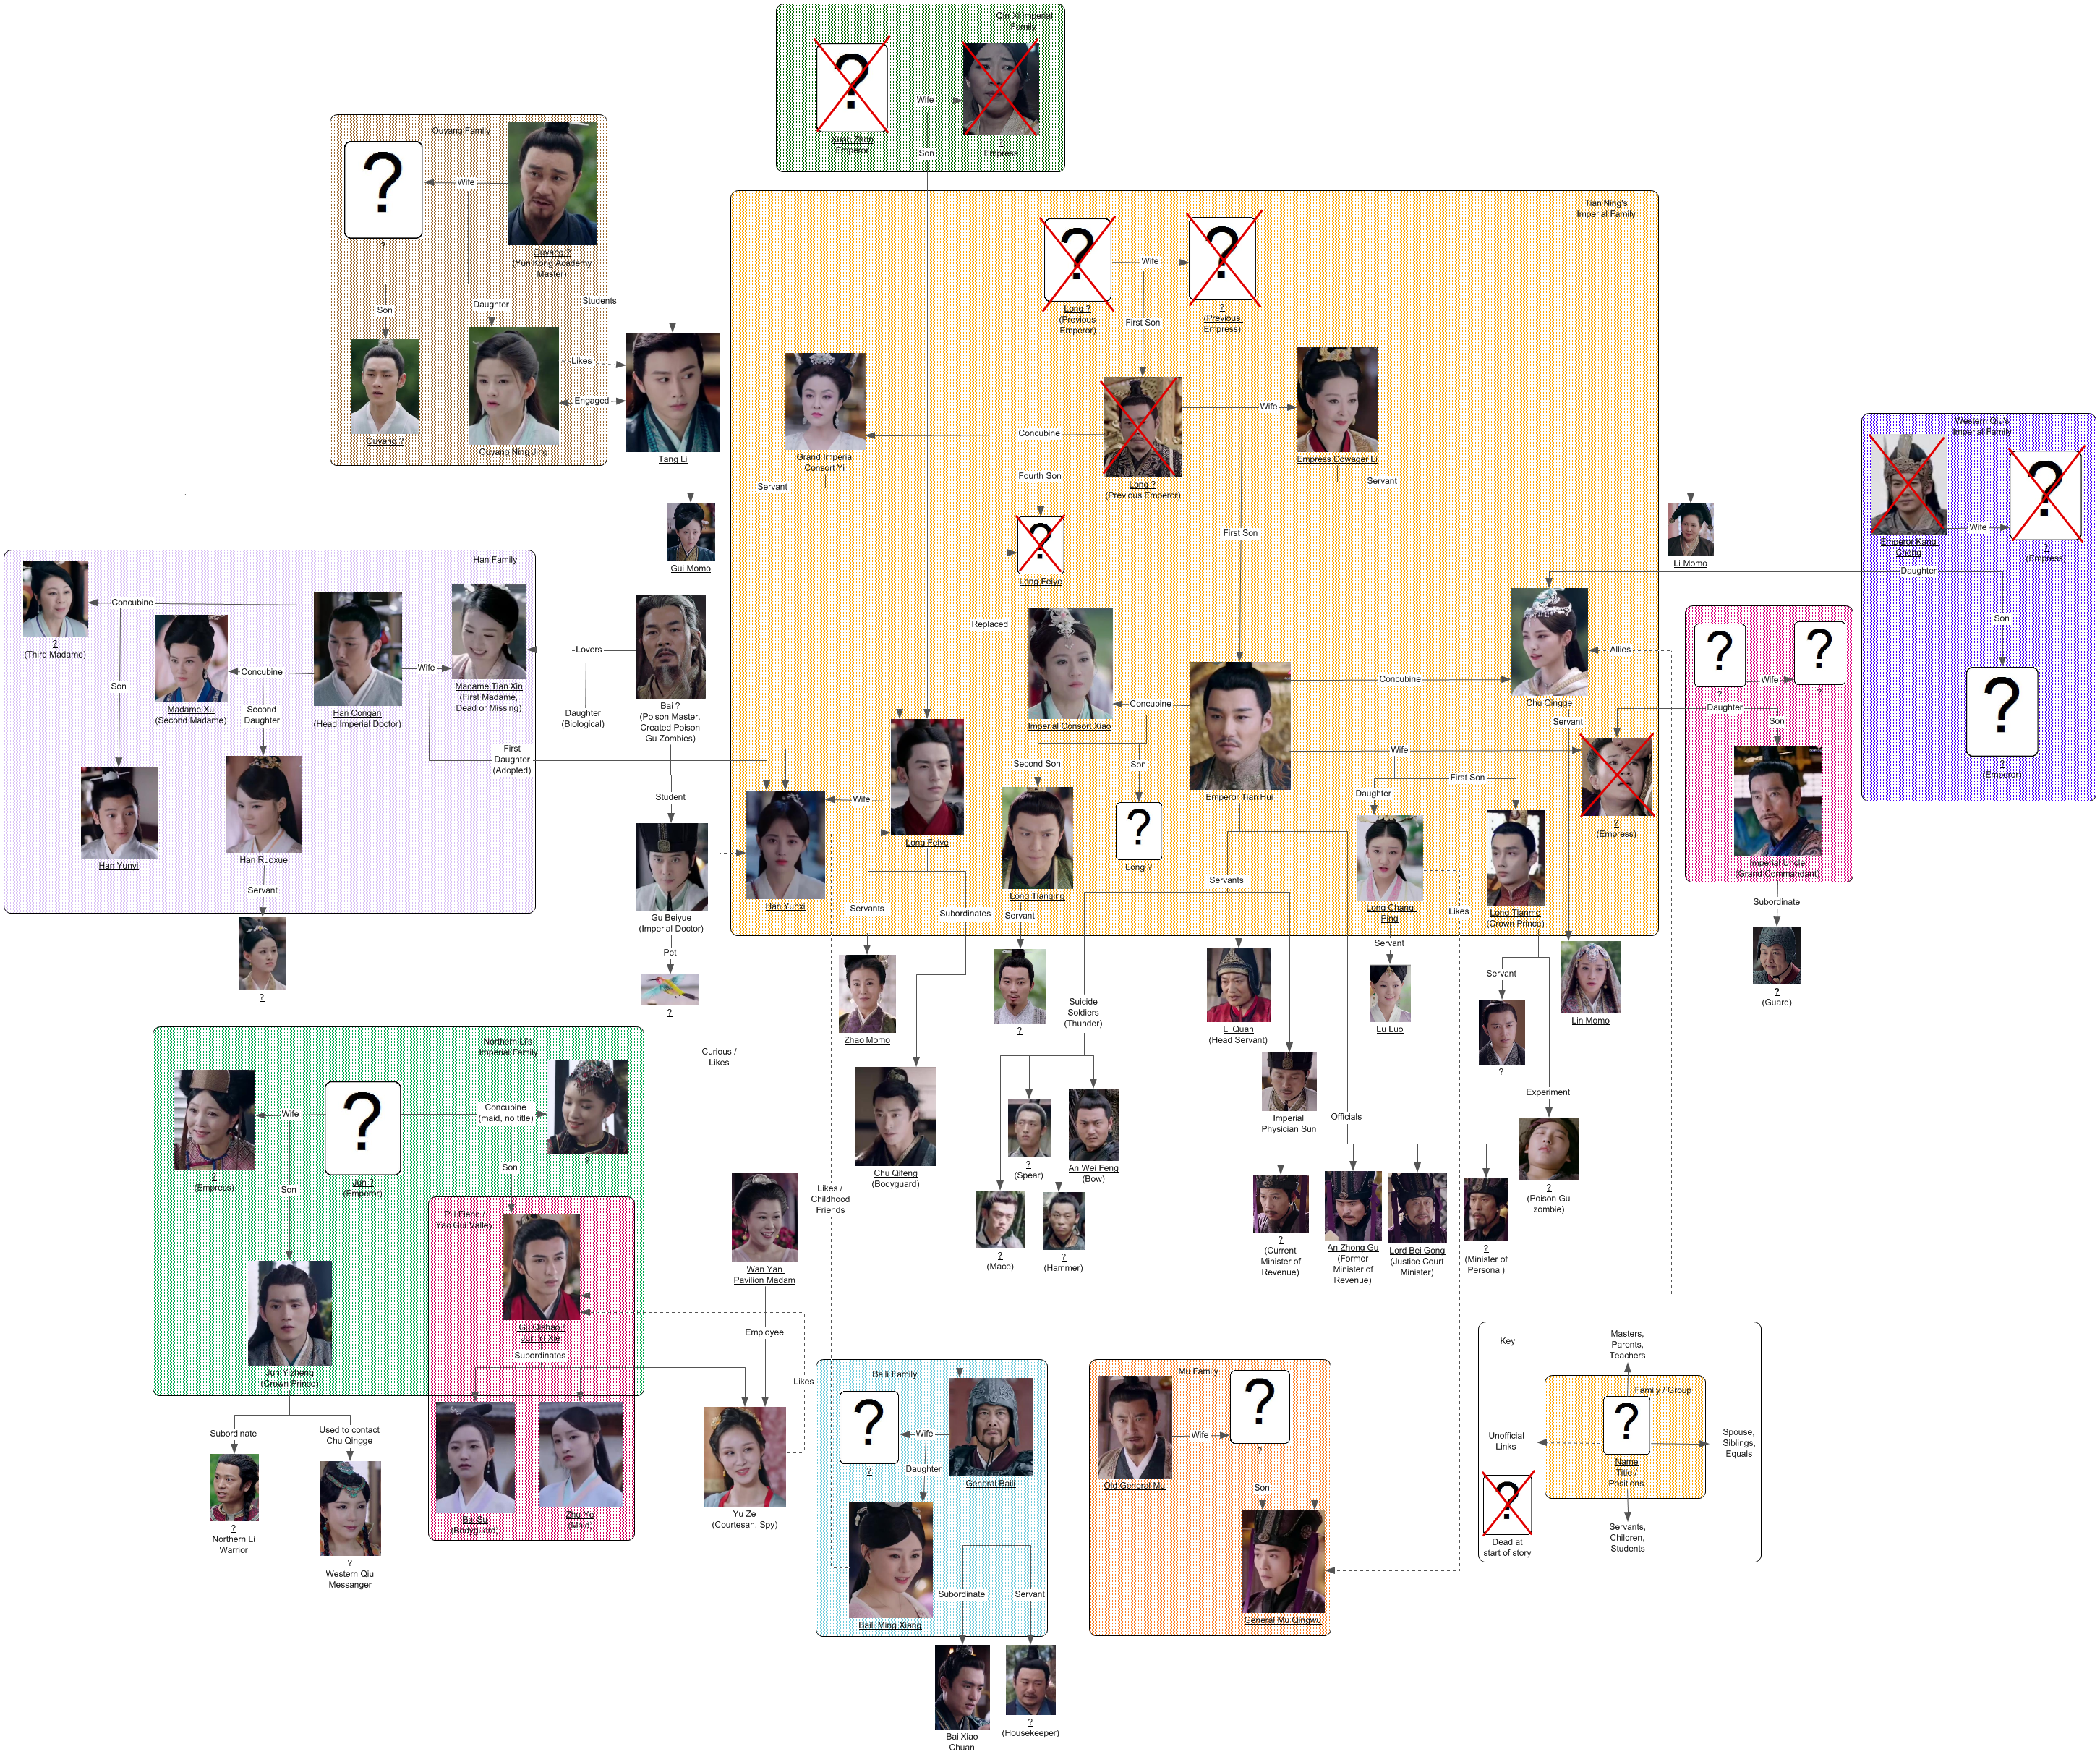 Qin Xi imperial
Family
?
Wife
Xuan Zhen
Emperor
?
Empress
Son
Ouyang Family
?
Wife
?
Ouyang ?
(Yun Kong Academy
Master)
Son
Daughter
Students
Likes
Engaged
Ouyang ?
Ouyang Ning Jing
Tang Li
Tian Ning's
Imperial Family
?
Wife
?
Long ?
(Previous
Emperor)
?
(Previous
Empress)
First Son
Grand Imperial
Consort Yi
Concubine
Wife
Empress Dowager Li
Long ?
(Previous Emperor)
Fourth Son
Servant
Gui Momo
Servant
Li Momo
First Son
?
Long Feiye
Replaced
Western Qiu's
Imperial Family
?
Wife
Emperor Kang
Cheng
?
(Empress)
Daughter
Son
?
?
(Emperor)
Han Family
Concubine
?
(Third Madame)
Concubine
Wife
Madame Xu
(Second Madame)
Han Congan
(Head Imperial Doctor)
Madame Tian Xin
(First Madame,
Dead or Missing)
Son
Second
Daughter
Han Yunyi
Han Ruoxue
Servant
?
First
Daughter
(Adopted)
Lovers
Daughter
(Biological)
Bai ?
(Poison Master,
Created Poison
Gu Zombies)
Student
Gu Beiyue
(Imperial Doctor)
Pet
?
Wife
Han Yunxi
Long Feiye
Imperial Consort Xiao
Concubine
Concubine
Emperor Tian Hui
Chu Qingge
Allies
Servant
Second Son
Son
Long Tianqing
?
Long ?
Wife
Daughter
First Son
?
(Empress)
Long Chang
Ping
Long Tianmo
(Crown Prince)
Likes
?
?
Wife
?
?
Daughter
Son
Imperial Uncle
(Grand Commandant)
Subordinate
?
(Guard)
Servants
Subordinates
Zhao Momo
Chu Qifeng
(Bodyguard)
Servant
?
Servants
Suicide
Soldiers
(Thunder)
?
(Spear)
An Wei Feng
(Bow)
?
(Mace)
?
(Hammer)
Li Quan
(Head Servant)
Imperial
Physician Sun
Officials
?
(Current
Minister of
Revenue)
An Zhong Gu
(Former
Minister of
Revenue)
Lord Bei Gong
(Justice Court
Minister)
?
(Minister of
Personal)
Servant
Lu Luo
Servant
?
Experiment
?
(Poison Gu
zombie)
Lin Momo
Northern Li's
Imperial Family
Wife
?
Concubine
(maid, no title)
?
(Empress)
Jun ?
(Emperor)
?
Son
Son
Jun Yizheng
(Crown Prince)
Subordinate
?
Northern Li
Warrior
Used to contact
Chu Qingge
?
Western Qiu
Messanger
Pill Fiend /
Yao Gui Valley
Gu Qishao /
Jun Yi Xie
Subordinates
Bai Su
(Bodyguard)
Zhu Ye
(Maid)
Curious /
Likes
Wan Yan
Pavilion Madam
Employee
Likes
Yu Ze
(Courtesan, Spy)
Likes /
Childhood
Friends
Baili Family
?
Wife
?
General Baili
Daughter
Baili Ming Xiang
Subordinate
Servant
Bai Xiao
Chuan
?
(Housekeeper)
Mu Family
?
Wife
Old General Mu
?
Son
General Mu Qingwu
Key
Masters,
Parents,
Teachers
Family / Group
?
Name
Title /
Positions
Unofficial
Links
Spouse,
Siblings,
Equals
?
Dead at
start of story
Servants,
Children,
Students